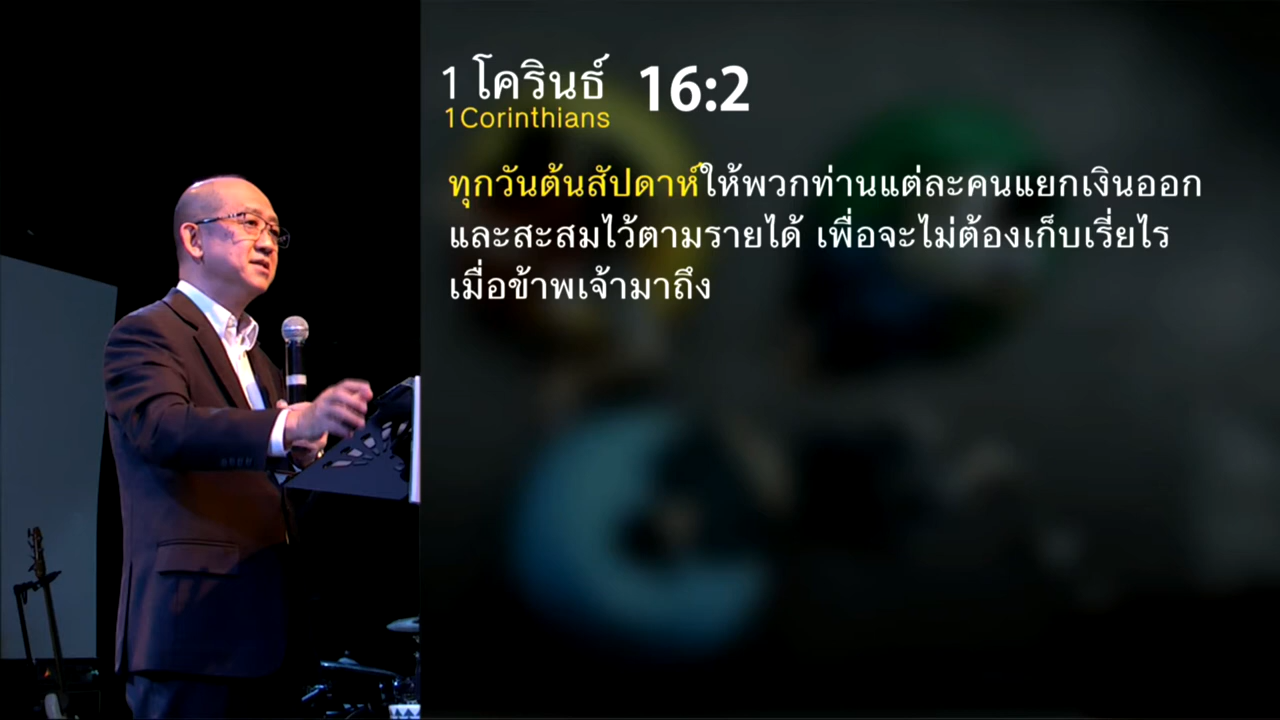 1 โครินธ์ 16:2
1 Corinthians
ทุกวันต้นสัปดาห์ให้พวกท่านแต่ละคนแยกเงินออก
และสะสมไว้ตามรายได้ เพื่อจะไม่ต้องเก็บเรี่ยไร
เมื่อข้าพเจ้ามาถึง